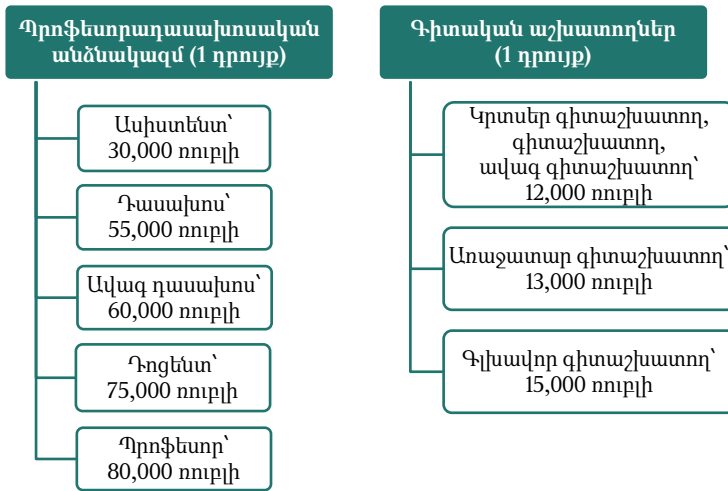 Պրոֆեսորադասախոսական
անձնակազմ (1 դրույք)
Ասիստենտ՝
30,000 ռուբլի
Դասախոս՝
55,000 ռուբլի
Ավագ դասախոս՝
60,000 ռուբլի
Դոցենտ՝
75,000 ռուբլի
Պրոֆեսոր՝
80,000 ռուբլի
Գիտական աշխատողներ
(1 դրույք)
Կրտսեր գիտաշխատող,
գիտաշխատող,
ավագ գիտաշխատող՝
12,000 ռուբլի
Առաջատար գիտաշխատող՝
13,000 ռուբլի
Գլխավոր գիտաշխատող՝
15,000 ռուբլի